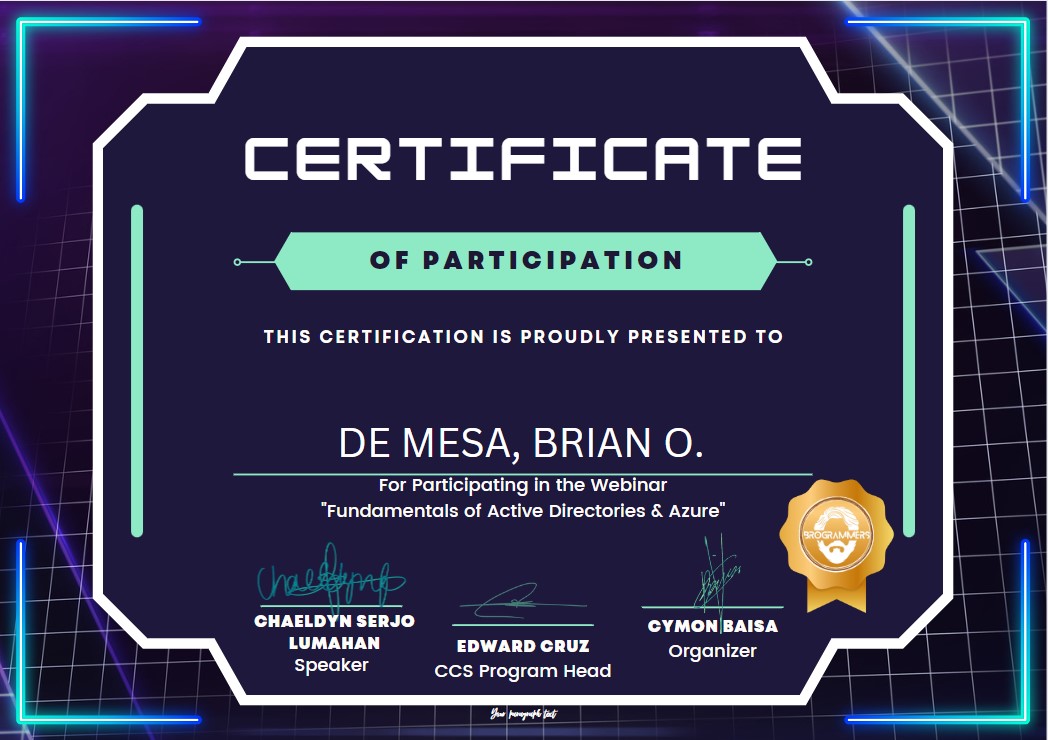 CERTIFICATE
OF PARTICIPATION
THIS CERTIFICATION IS PROUDLY PRESENTED TO
DE MESA, BRIAN O.
For Participating in the Webinar
"Fundamentals of Active Directories & Azure"
BROGRAMMERS
CHAELDYN SERJO
LUMAHAN
Speaker
EDWARD CRUZ
CCS Program Head
CYMON BAISA
Organizer
Your paragraph text